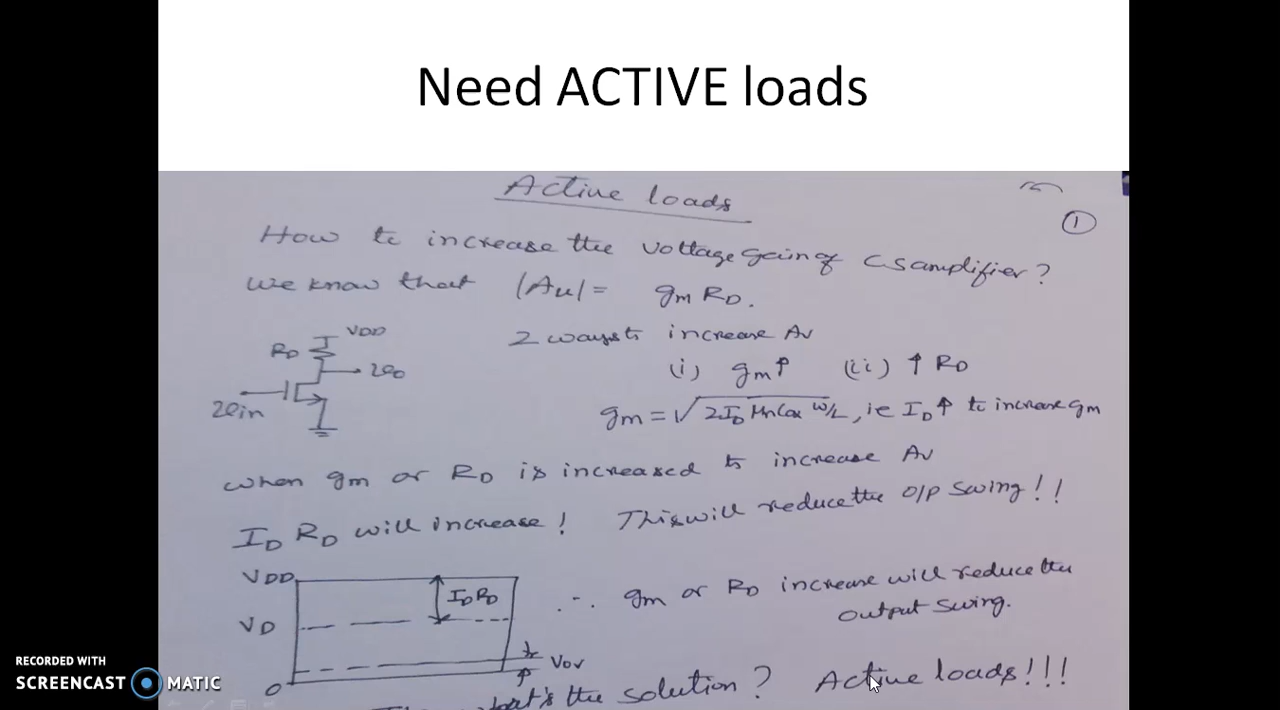 Need ACTIVE loads
Active loads
1
How to increase the voltage gain of CS amplifier?
we know that |Av| = gm RD.
VDD
RD
vo
vin
2 ways to increase Av
(i) gm↑ (ii) ↑ RD
gm = √2ID μnCox W/L, ie ID↑ to increase gm
when gm or RD is increased to increase Av
ID RD will increase! This will reduce the O/P swing!!
VDD
ID RD
VD
Vov
0
∴ gm or RD increase will reduce the
output swing.
what's the solution? Active loads!!!
RECORDED WITH
SCREENCAST MATIC